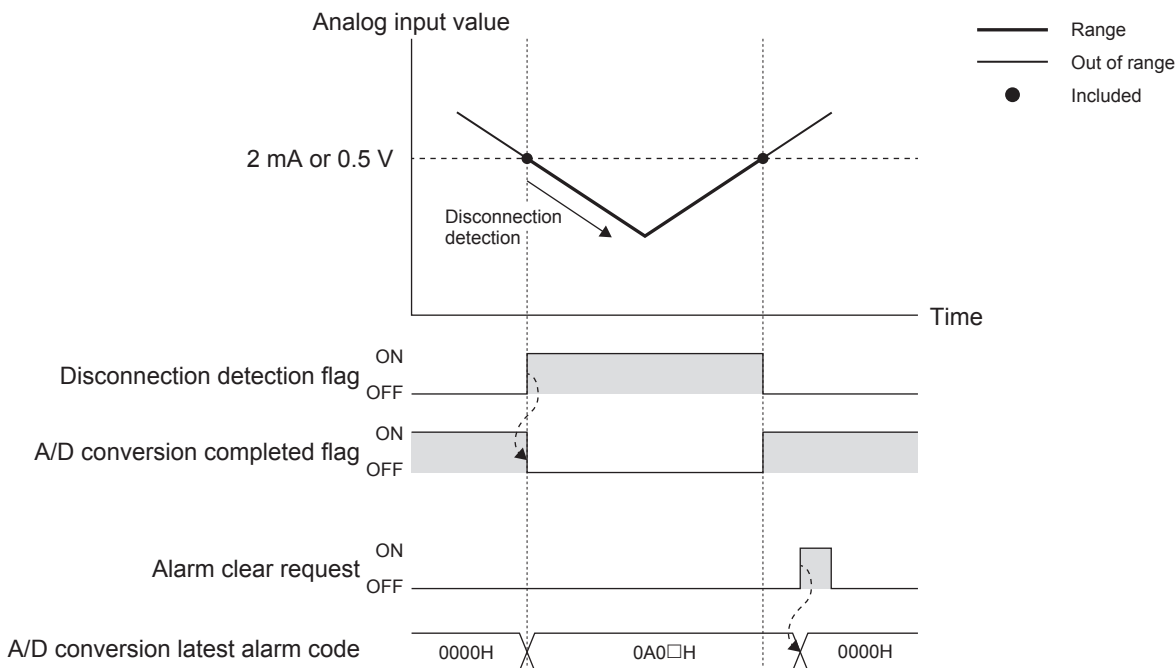 Analog input value
Range
Out of range
Included
2 mA or 0.5 V
Disconnection
detection
Time
Disconnection detection flag
ON
OFF
A/D conversion completed flag
ON
OFF
Alarm clear request
ON
OFF
A/D conversion latest alarm code
0000H
0A0□H
0000H